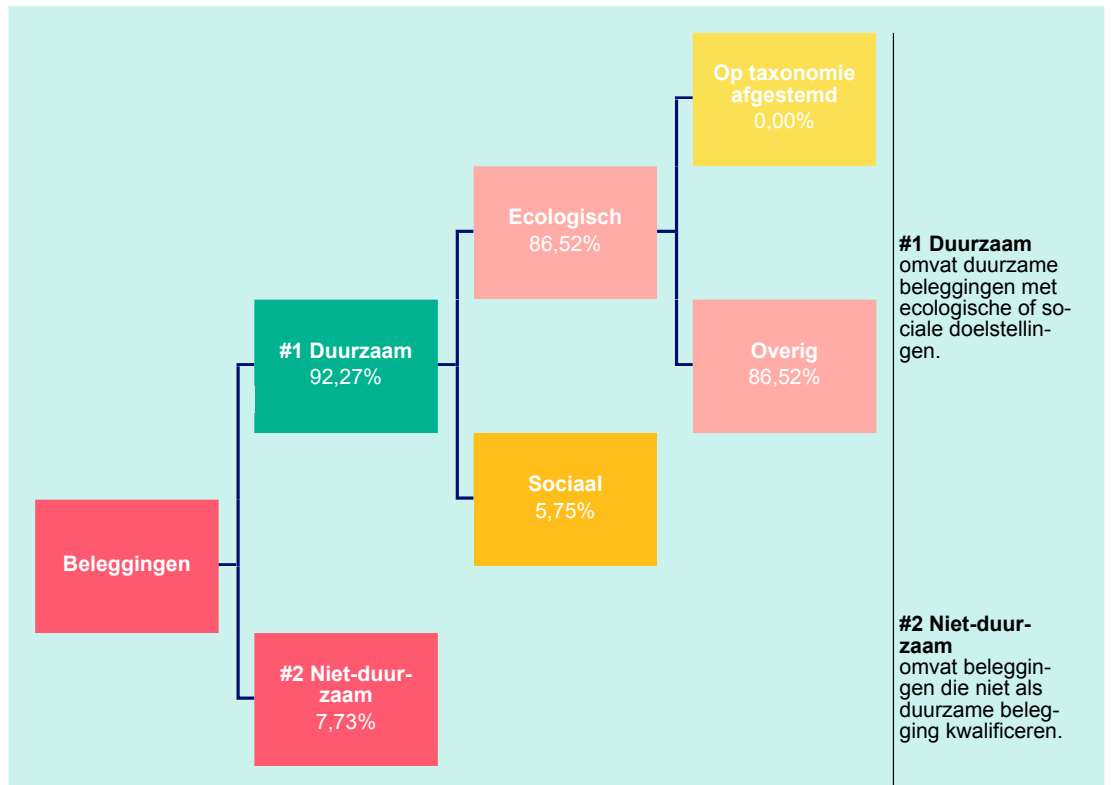 Op taxonomie
afgestemd
0,00%
Ecologisch
86,52%
#1 Duurzaam
92,27%
Overig
86,52%
Sociaal
5,75%
Beleggingen
#2 Niet-duur-
zaam
7,73%
#1 Duurzaam
omvat duurzame
beleggingen met
ecologische of so-
ciale doelstellin-
gen.
#2 Niet-duur-
zaam
omvat beleggin-
gen die niet als
duurzame beleg-
ging kwalificeren.